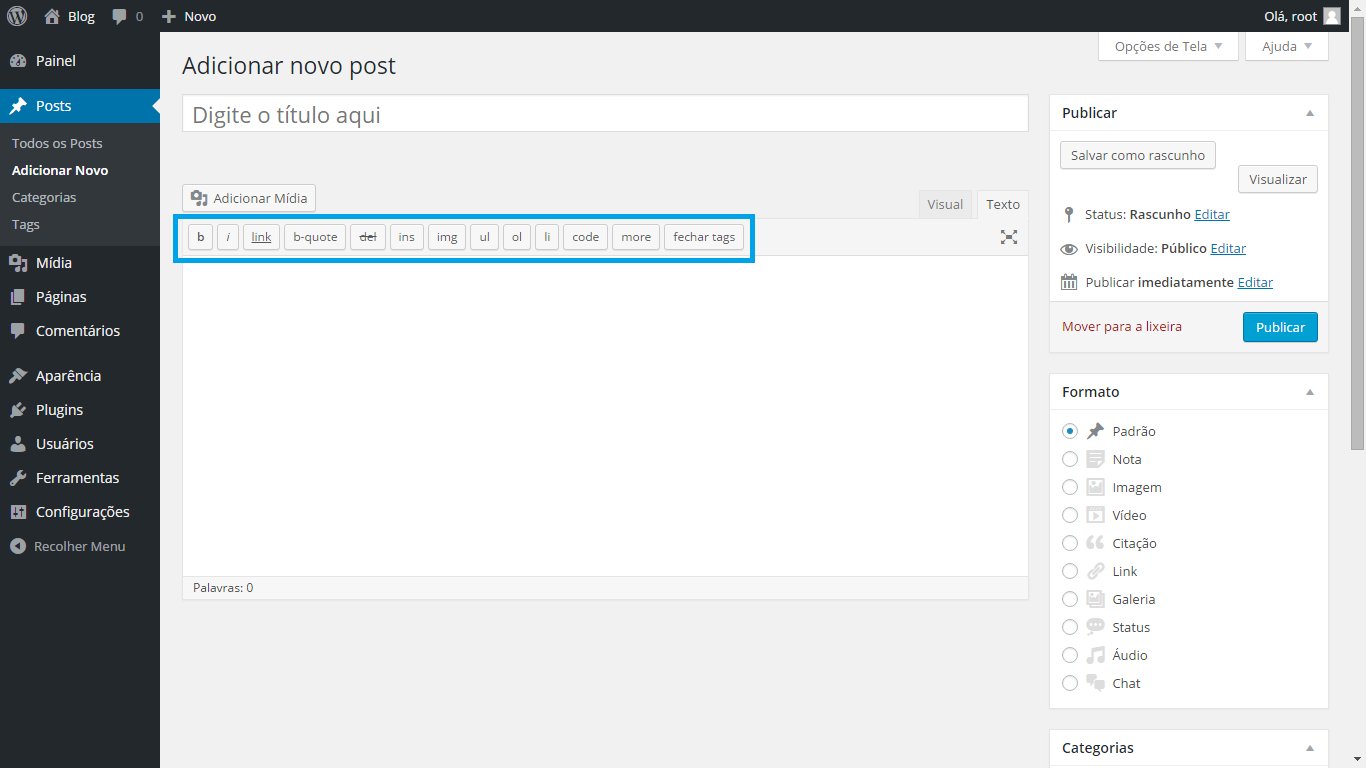 Blog 0 Novo Olá, root
Painel
Posts
Todos os Posts
Adicionar Novo
Categorias
Tags
Mídia
Páginas
Comentários
Aparência
Plugins
Usuários
Ferramentas
Configurações
Recolher Menu
Opções de Tela Ajuda
Adicionar novo post
Digite o título aqui
Adicionar Mídia
Visual Texto
b i link b-quote del ins img ul ol li code more fechar tags
Palavras: 0
Publicar
Salvar como rascunho
Visualizar
Status: Rascunho Editar
Visibilidade: Público Editar
Publicar imediatamente Editar
Mover para a lixeira Publicar
Formato
Padrão
Nota
Imagem
Vídeo
Citação
Link
Galeria
Status
Áudio
Chat
Categorias